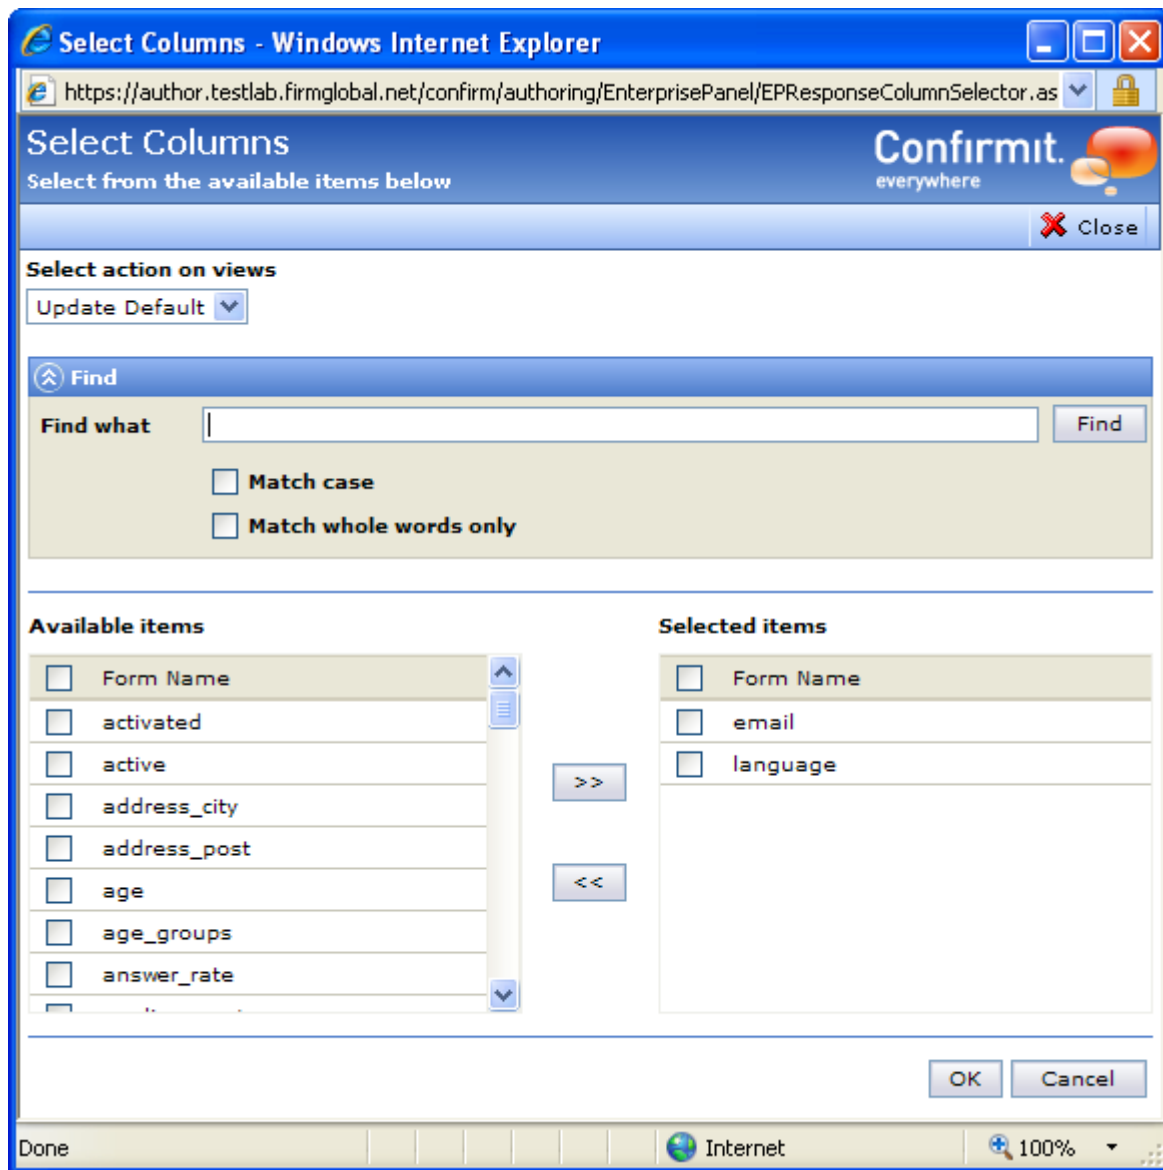 Select Columns - Windows Internet Explorer
https://author.testlab.firmglobal.net/confirm/authoring/EnterprisePanel/EPResponseColumnSelector.as
Select Columns
Select from the available items below
Confirmit.
everywhere
Close
Select action on views
Update Default
Find
Find what
Find
Match case
Match whole words only
Available items
Form Name
activated
active
address_city
address_post
age
age_groups
answer_rate
>>
<<
Selected items
Form Name
email
language
OK Cancel
Done Internet 100%